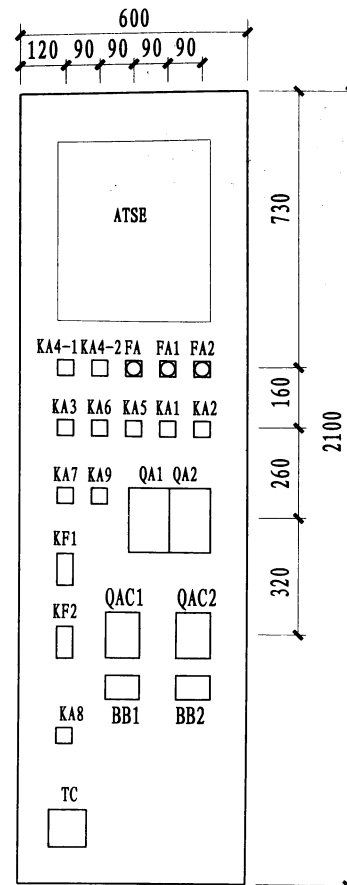 600
120 90 90 90 90
ATSE
730
KA4-1 KA4-2 FA FA1 FA2
160
KA3 KA6 KA5 KA1 KA2
2100
260
KA7 KA9 QA1 QA2
KF1
320
QAC1 QAC2
KF2
BB1 BB2
KA8
TC